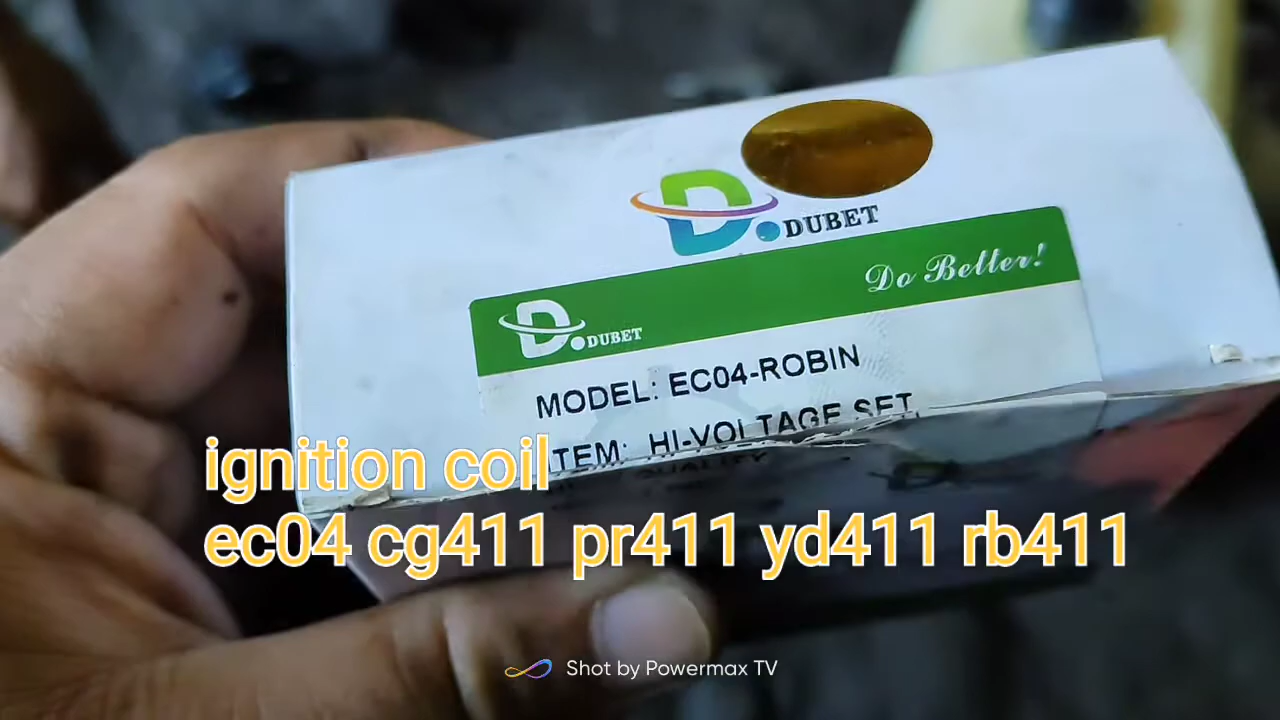 D.DUBET
Do Better!
D.DUBET
MODEL: EC04-ROBIN
ITEM: HI-VOLTAGE SET
QUALITY
ignition coil
ec04 cg411 pr411 yd411 rb411
Shot by Powermax TV